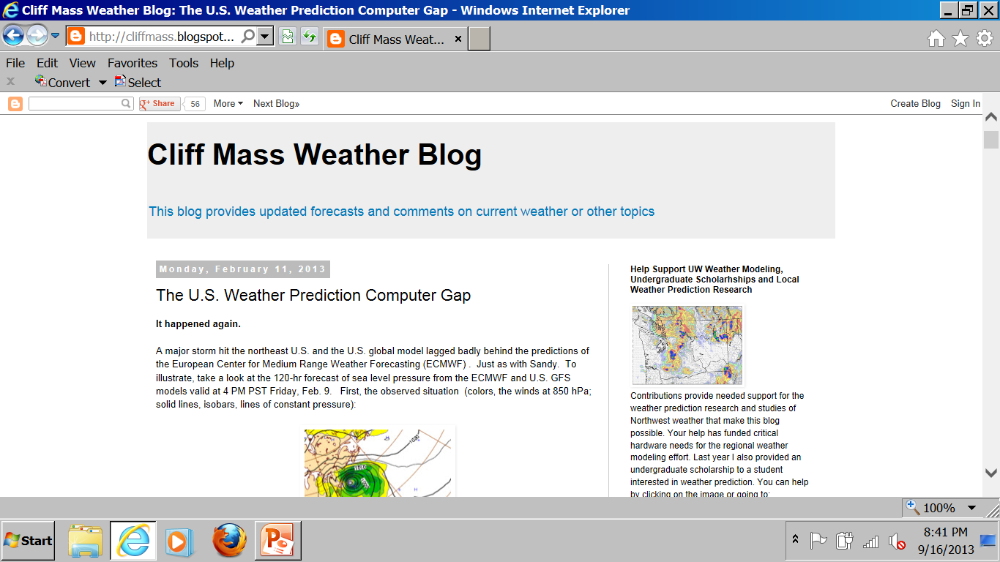 Cliff Mass Weather Blog: The U.S. Weather Prediction Computer Gap - Windows Internet Explorer
http://cliffmass.blogspot...
Cliff Mass Weat...
File Edit View Favorites Tools Help
x Convert Select
g+ Share 56 More Next Blog» Create Blog Sign In
Cliff Mass Weather Blog
This blog provides updated forecasts and comments on current weather or other topics
Monday, February 11, 2013
The U.S. Weather Prediction Computer Gap
It happened again.
A major storm hit the northeast U.S. and the U.S. global model lagged badly behind the predictions of
the European Center for Medium Range Weather Forecasting (ECMWF) .  Just as with Sandy.  To
illustrate, take a look at the 120-hr forecast of sea level pressure from the ECMWF and U.S. GFS
models valid at 4 PM PST Friday, Feb. 9.   First, the observed situation  (colors, the winds at 850 hPa;
solid lines, isobars, lines of constant pressure):
1030
1010
H
Help Support UW Weather Modeling,
Undergraduate Scholarhships and Local
Weather Prediction Research
Contributions provide needed support for the
weather prediction research and studies of
Northwest weather that make this blog
possible. Your help has funded critical
hardware needs for the regional weather
modeling effort. Last year I also provided an
undergraduate scholarship to a student
interested in weather prediction. You can help
by clicking on the image or going to:
100%
Start
8:41 PM
9/16/2013